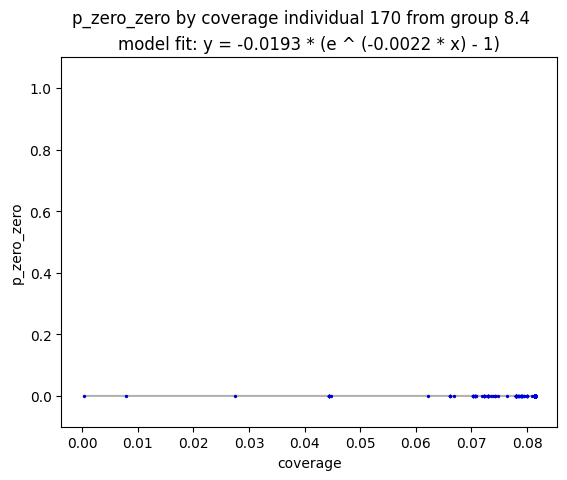 p_zero_zero by coverage individual 170 from group 8.4
model fit: y = -0.0193 * (e ^ (-0.0022 * x) - 1)
1.0
0.8
0.6
0.4
0.2
0.0
p_zero_zero
0.00 0.01 0.02 0.03 0.04 0.05 0.06 0.07 0.08
coverage